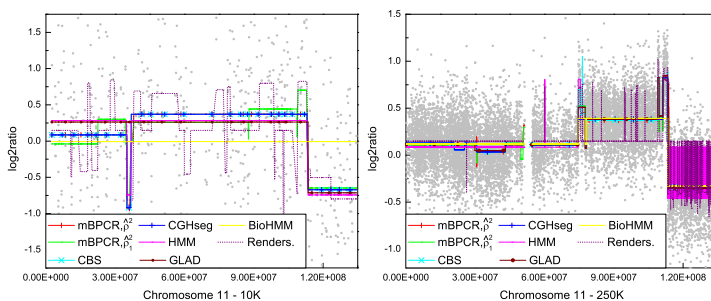 1.5
1.0
0.5
0.0
-0.5
-1.0
-1.5
log2ratio
mBPCR,ρ̂²
CGHseg
BioHMM
mBPCR,ρ̂₁²
HMM
Renders.
CBS
GLAD
0.00E+000 3.00E+007 6.00E+007 9.00E+007 1.20E+008
Chromosome 11 - 10K
1.5
1.0
0.5
0.0
-0.5
-1.0
log2ratio
mBPCR,ρ̂²
CGHseg
BioHMM
mBPCR,ρ̂₁²
HMM
Renders.
CBS
GLAD
0.00E+000 3.00E+007 6.00E+007 9.00E+007 1.20E+008
Chromosome 11 - 250K